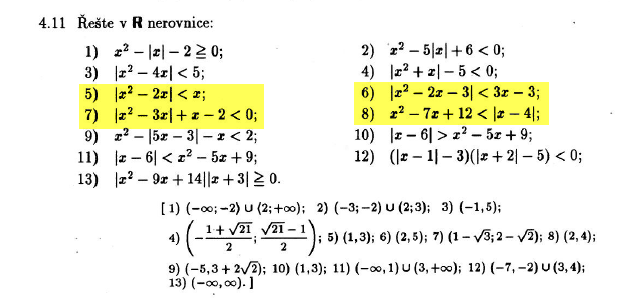 4.11 Řešte v R nerovnice:
1) x² − |x| − 2 ≧ 0; 2) x² − 5|x| + 6 < 0;
3) |x² − 4x| < 5; 4) |x² + x| − 5 < 0;
5) |x² − 2x| < x; 6) |x² − 2x − 3| < 3x − 3;
7) |x² − 3x| + x − 2 < 0; 8) x² − 7x + 12 < |x − 4|;
9) x² − |5x − 3| − x < 2; 10) |x − 6| > x² − 5x + 9;
11) |x − 6| < x² − 5x + 9; 12) (|x − 1| − 3)(|x + 2| − 5) < 0;
13) |x² − 9x + 14||x + 3| ≧ 0.
[ 1) (−∞; −2) ∪ (2; +∞); 2) (−3; −2) ∪ (2; 3); 3) (−1, 5);
4) (−(1 + √21)/2; (√21 − 1)/2); 5) (1, 3); 6) (2, 5); 7) (1 − √3; 2 − √2); 8) (2, 4);
9) (−5, 3 + 2√2); 10) (1, 3); 11) (−∞, 1) ∪ (3, +∞); 12) (−7, −2) ∪ (3, 4);
13) (−∞, ∞). ]